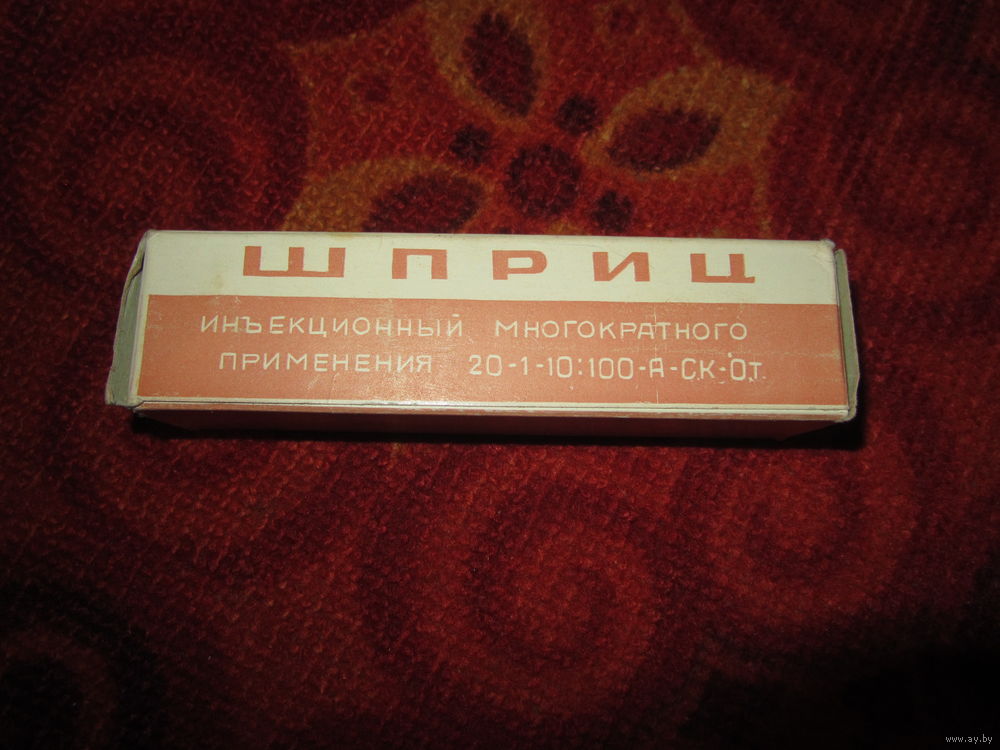 ШПРИЦ
ИНЪЕКЦИОННЫЙ МНОГОКРАТНОГО
ПРИМЕНЕНИЯ 20-1-10:100-А-СК-ОТ
www.ay.by